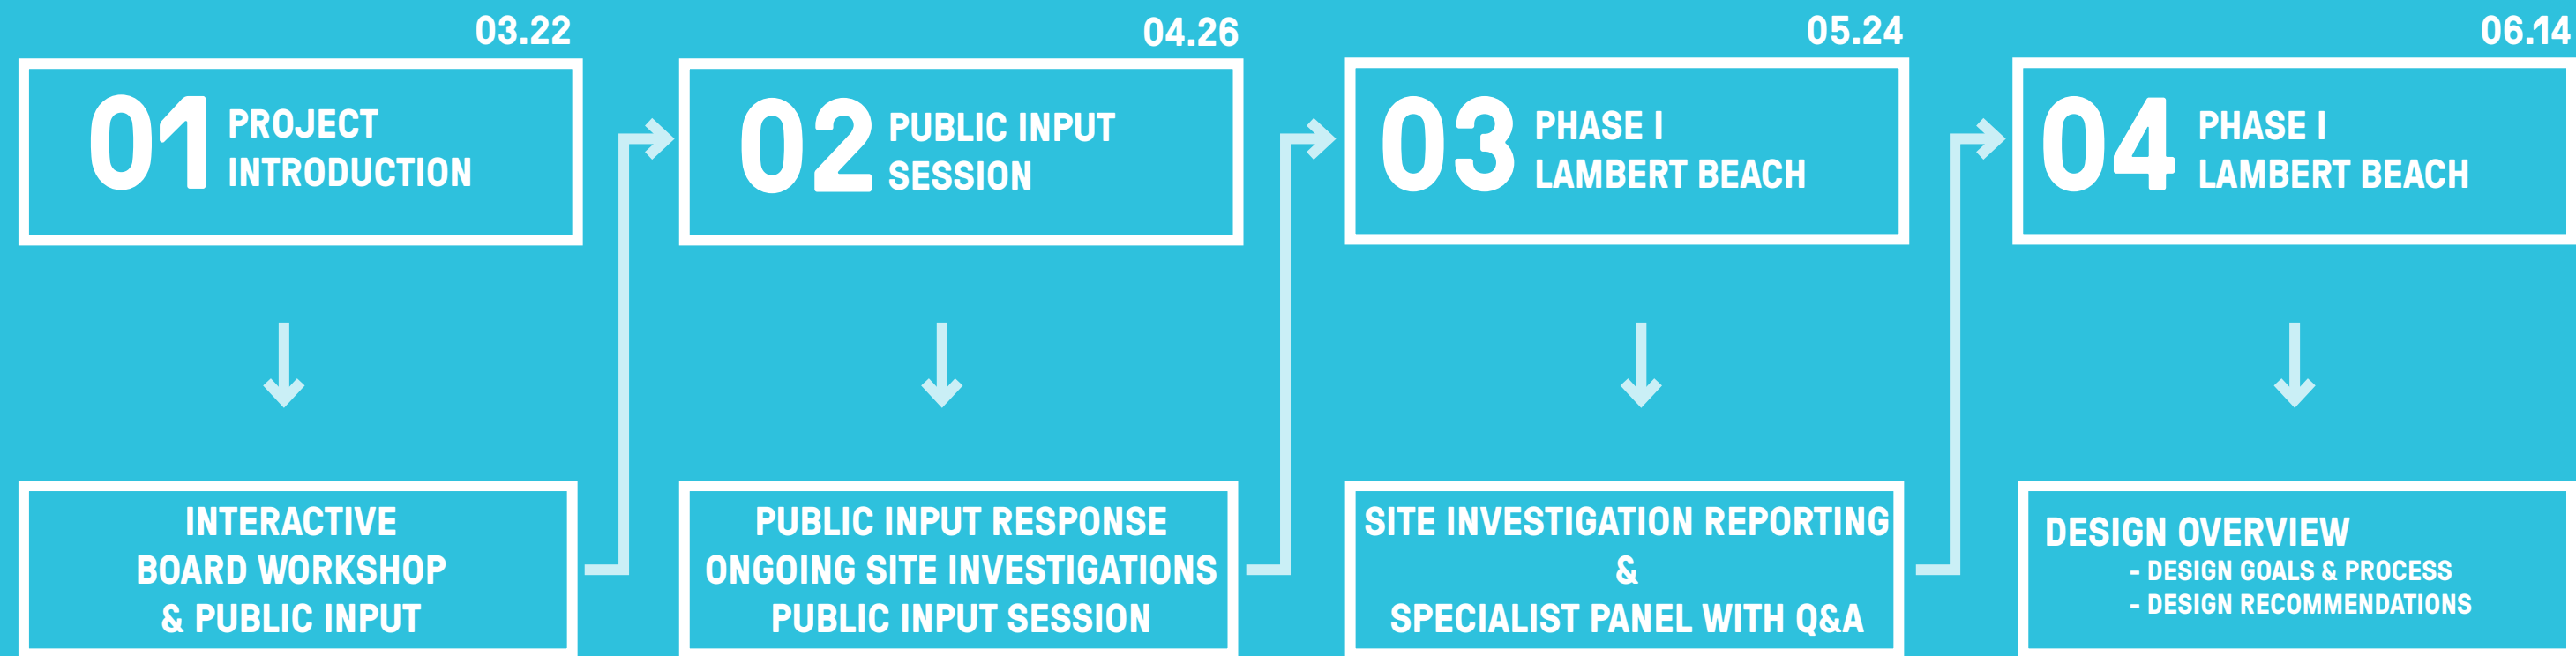 03.22
01 PROJECT
INTRODUCTION
INTERACTIVE
BOARD WORKSHOP
& PUBLIC INPUT
04.26
02 PUBLIC INPUT
SESSION
PUBLIC INPUT RESPONSE
ONGOING SITE INVESTIGATIONS
PUBLIC INPUT SESSION
05.24
03 PHASE I
LAMBERT BEACH
SITE INVESTIGATION REPORTING
&
SPECIALIST PANEL WITH Q&A
06.14
04 PHASE I
LAMBERT BEACH
DESIGN OVERVIEW
- DESIGN GOALS & PROCESS
- DESIGN RECOMMENDATIONS